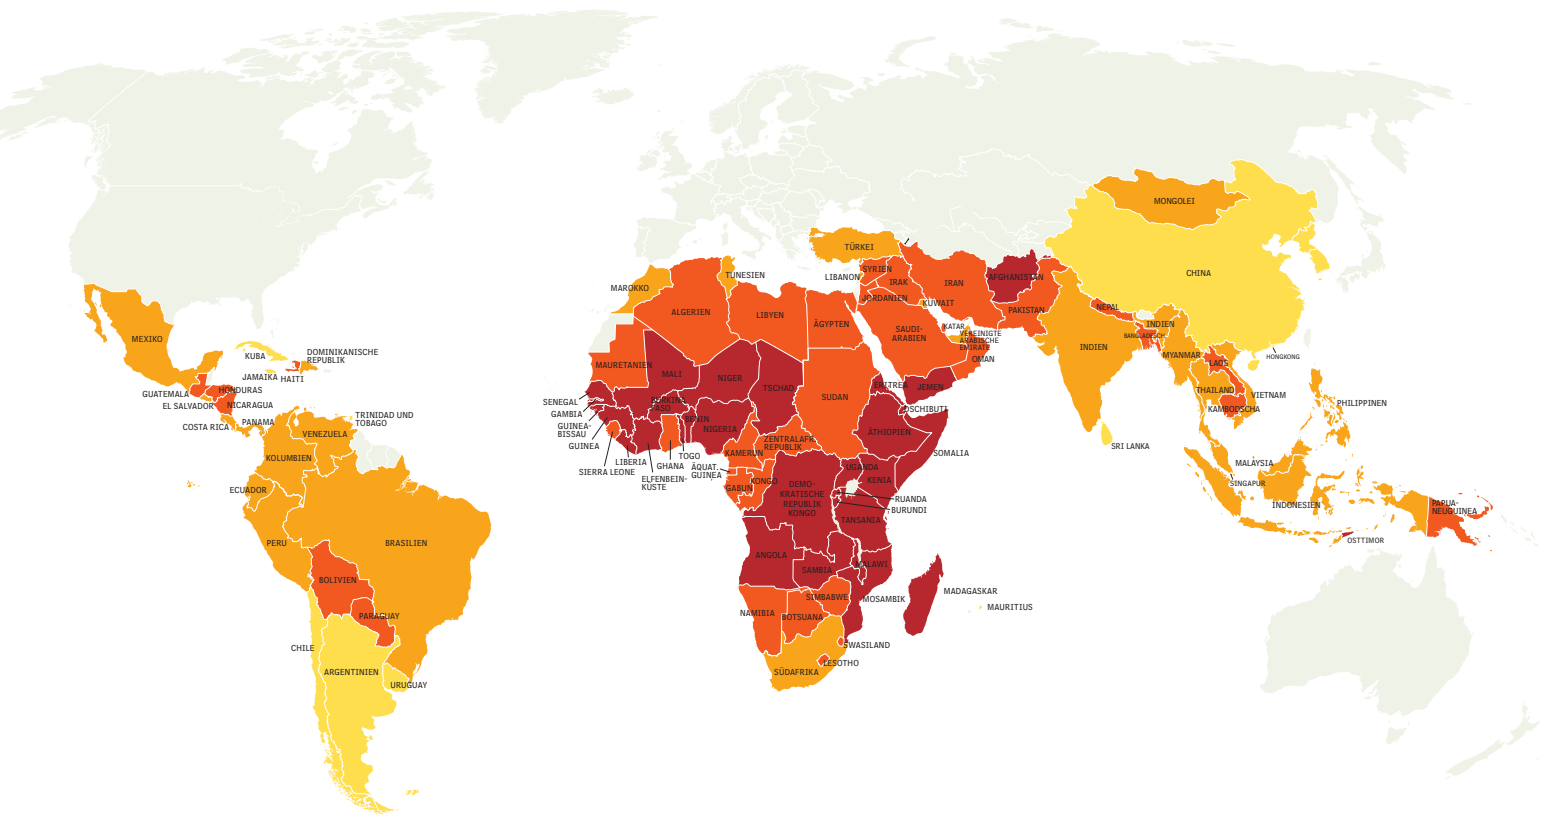 MONGOLEI
TÜRKEI
SYRIEN
AFGHANISTAN
CHINA
TUNESIEN
LIBANON
IRAK
IRAN
MAROKKO
JORDANIEN
KUWAIT
PAKISTAN
NEPAL
ALGERIEN
LIBYEN
ÄGYPTEN
SAUDI-
ARABIEN
KATAR
VEREINIGTE
ARABISCHE
EMIRATE
OMAN
INDIEN
BANGLADESCH
INDIEN
MYANMAR
LAOS
HONGKONG
MEXIKO
KUBA
DOMINIKANISCHE
REPUBLIK
JAMAIKA
HAITI
GUATEMALA
HONDURAS
EL SALVADOR
NICARAGUA
COSTA RICA
PANAMA
TRINIDAD UND
TOBAGO
VENEZUELA
KOLUMBIEN
ECUADOR
PERU
BRASILIEN
BOLIVIEN
PARAGUAY
CHILE
ARGENTINIEN
URUGUAY
MAURETANIEN
MALI
NIGER
TSCHAD
SUDAN
ERITREA
JEMEN
DSCHIBUTI
SENEGAL
GAMBIA
GUINEA-
BISSAU
GUINEA
SIERRA LEONE
LIBERIA
ELFENBEIN-
KÜSTE
GHANA
TOGO
BURKINA
FASO
BENIN
NIGERIA
ÄQUAT.
GUINEA
KAMERUN
ZENTRALAFR.
REPUBLIK
ÄTHIOPIEN
SOMALIA
UGANDA
KENIA
GABUN
KONGO
DEMO-
KRATISCHE
REPUBLIK
KONGO
RUANDA
BURUNDI
TANSANIA
ANGOLA
SAMBIA
MALAWI
SIMBABWE
MOSAMBIK
MADAGASKAR
MAURITIUS
NAMIBIA
BOTSUANA
SWASILAND
LESOTHO
SÜDAFRIKA
THAILAND
VIETNAM
KAMBODSCHA
PHILIPPINEN
SRI LANKA
MALAYSIA
SINGAPUR
INDONESIEN
PAPUA-
NEUGUINEA
OSTTIMOR